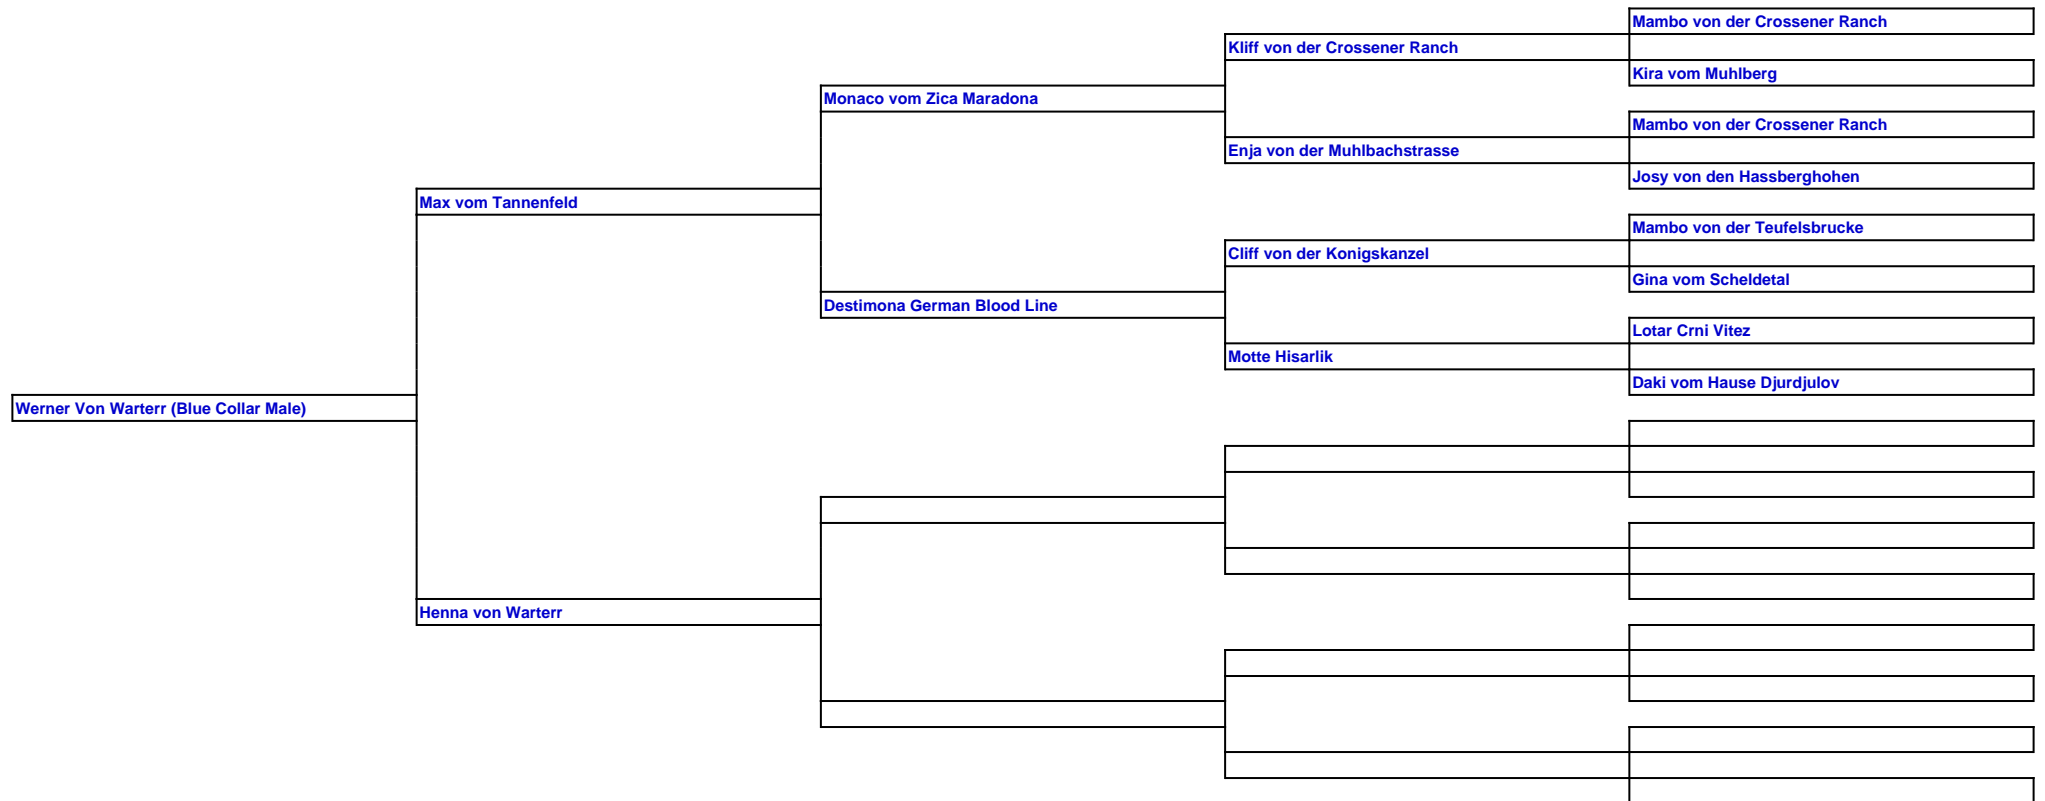 Mambo von der Crossener Ranch
Kliff von der Crossener Ranch
Kira vom Muhlberg
Monaco vom Zica Maradona
Mambo von der Crossener Ranch
Enja von der Muhlbachstrasse
Josy von den Hassberghohen
Max vom Tannenfeld
Mambo von der Teufelsbrucke
Cliff von der Konigskanzel
Gina vom Scheldetal
Destimona German Blood Line
Lotar Crni Vitez
Motte Hisarlik
Daki vom Hause Djurdjulov
Werner Von Warterr (Blue Collar Male)
Henna von Warterr